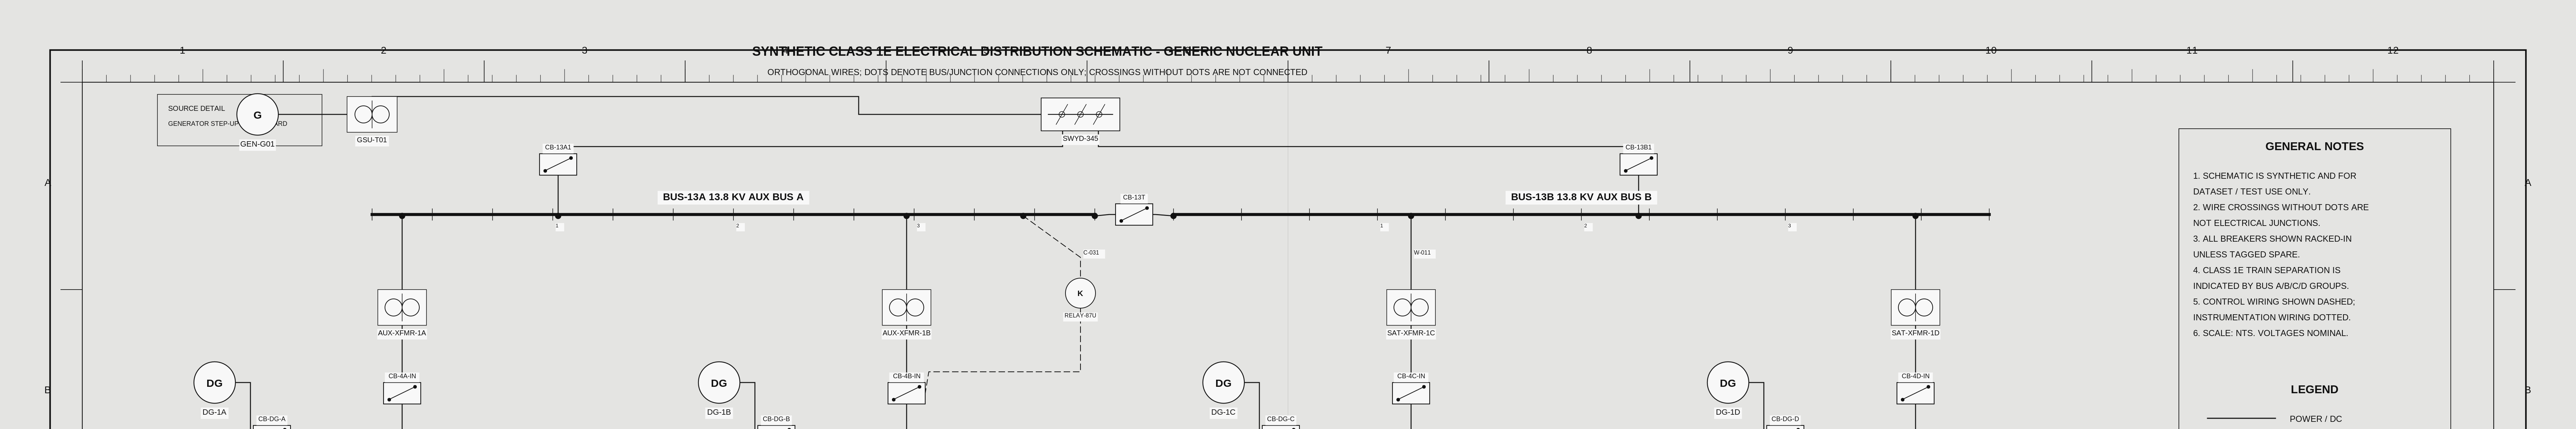 1 2 3 4 5 6 7 8 9 10 11 12
SYNTHETIC CLASS 1E ELECTRICAL DISTRIBUTION SCHEMATIC - GENERIC NUCLEAR UNIT
ORTHOGONAL WIRES; DOTS DENOTE BUS/JUNCTION CONNECTIONS ONLY; CROSSINGS WITHOUT DOTS ARE NOT CONNECTED
SOURCE DETAIL
GENERATOR STEP-UP
G
GEN-G01
GSU-T01
SWYD-345
CB-13A1
CB-13B1
A
A
BUS-13A 13.8 KV AUX BUS A
CB-13T
BUS-13B 13.8 KV AUX BUS B
1 2 3
1 2 3
C-031
W-011
K
RELAY-87U
AUX-XFMR-1A
AUX-XFMR-1B
SAT-XFMR-1C
SAT-XFMR-1D
CB-4A-IN
CB-4B-IN
CB-4C-IN
CB-4D-IN
B
B
DG
DG-1A
CB-DG-A
DG
DG-1B
CB-DG-B
DG
DG-1C
CB-DG-C
DG
DG-1D
CB-DG-D
GENERAL NOTES
1. SCHEMATIC IS SYNTHETIC AND FOR
DATASET / TEST USE ONLY.
2. WIRE CROSSINGS WITHOUT DOTS ARE
NOT ELECTRICAL JUNCTIONS.
3. ALL BREAKERS SHOWN RACKED-IN
UNLESS TAGGED SPARE.
4. CLASS 1E TRAIN SEPARATION IS
INDICATED BY BUS A/B/C/D GROUPS.
5. CONTROL WIRING SHOWN DASHED;
INSTRUMENTATION WIRING DOTTED.
6. SCALE: NTS. VOLTAGES NOMINAL.
LEGEND
POWER / DC